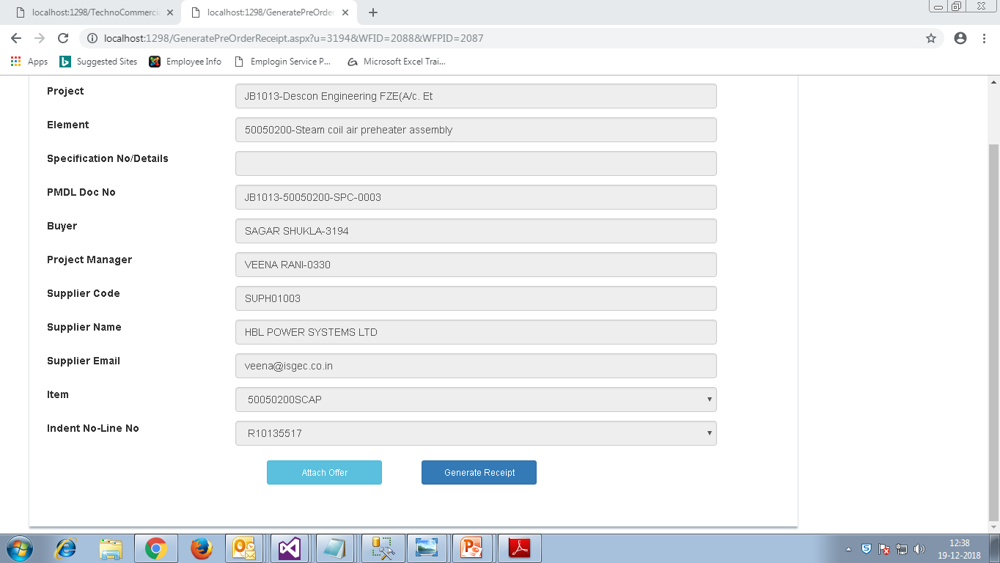 localhost:1298/TechnoCommerci
localhost:1298/GeneratePreOrder
localhost:1298/GeneratePreOrderReceipt.aspx?u=3194&WFID=2088&WFPID=2087
Apps Suggested Sites Employee Info Emplogin Service P... Microsoft Excel Trai...
Project JB1013-Descon Engineering FZE(A/c. Et
Element 50050200-Steam coil air preheater assembly
Specification No/Details
PMDL Doc No JB1013-50050200-SPC-0003
Buyer SAGAR SHUKLA-3194
Project Manager VEENA RANI-0330
Supplier Code SUPH01003
Supplier Name HBL POWER SYSTEMS LTD
Supplier Email veena@isgec.co.in
Item 50050200SCAP
Indent No-Line No R10135517
Attach Offer Generate Receipt
12:38
19-12-2018